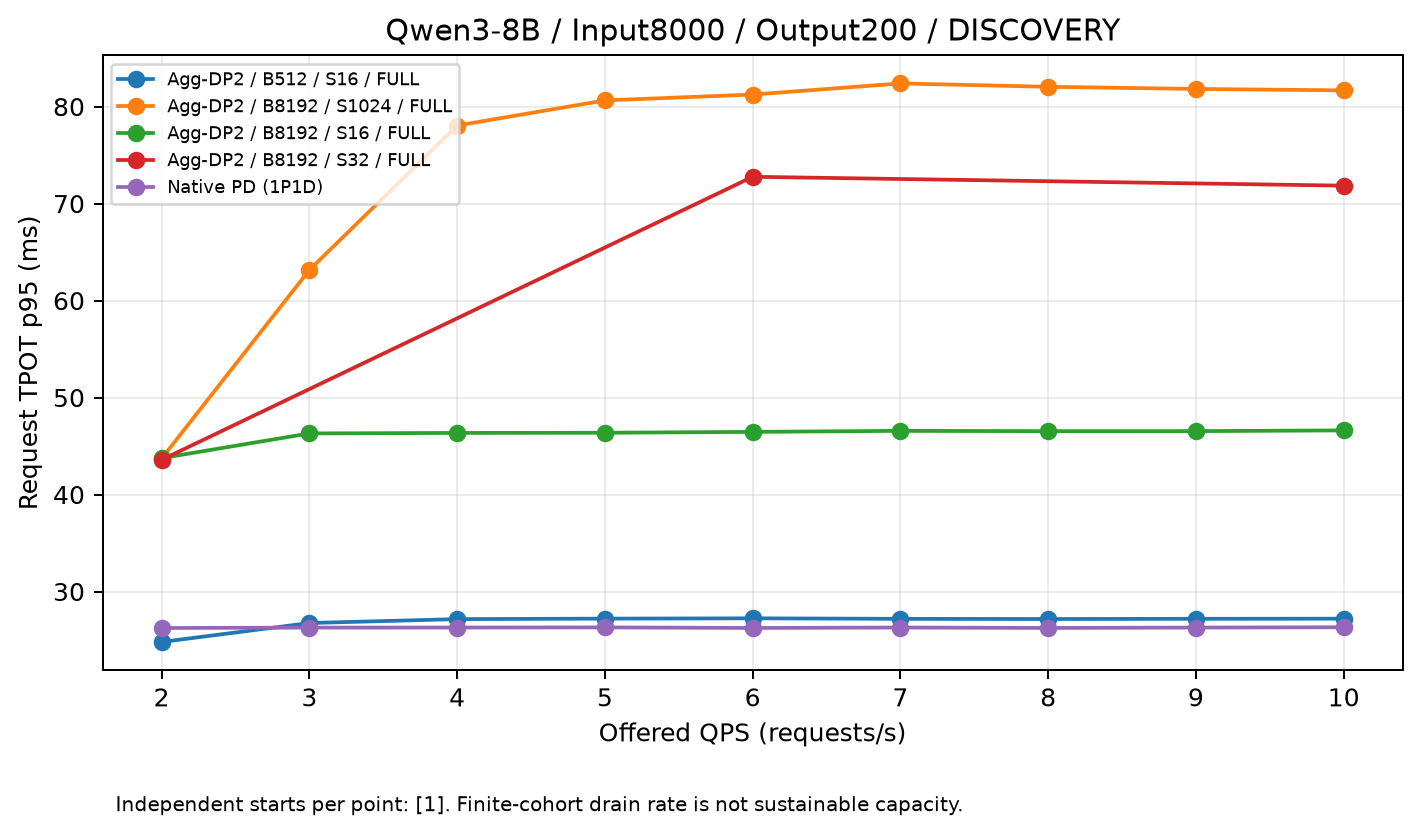 Qwen3-8B / Input8000 / Output200 / DISCOVERY
Agg-DP2 / B512 / S16 / FULL
Agg-DP2 / B8192 / S1024 / FULL
Agg-DP2 / B8192 / S16 / FULL
Agg-DP2 / B8192 / S32 / FULL
Native PD (1P1D)
Request TPOT p95 (ms)
80
70
60
50
40
30
2 3 4 5 6 7 8 9 10
Offered QPS (requests/s)
Independent starts per point: [1]. Finite-cohort drain rate is not sustainable capacity.